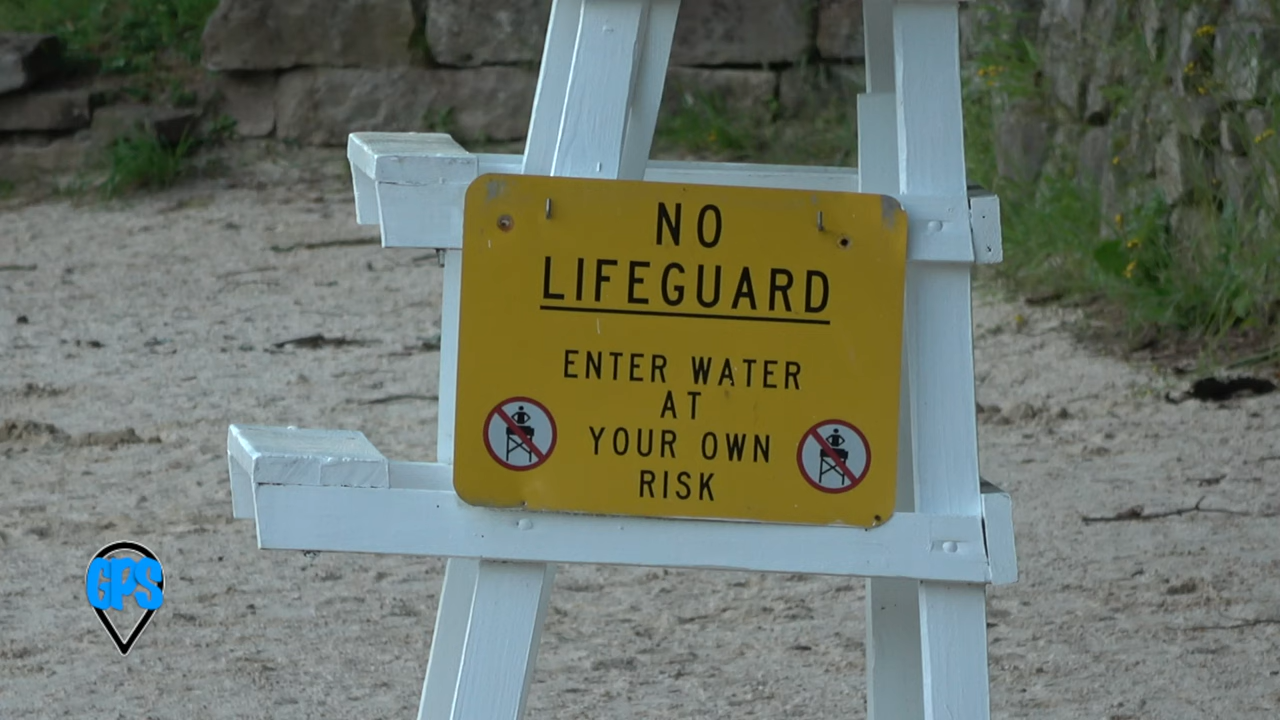 NO
LIFEGUARD
ENTER WATER
AT
YOUR OWN
RISK
GPS